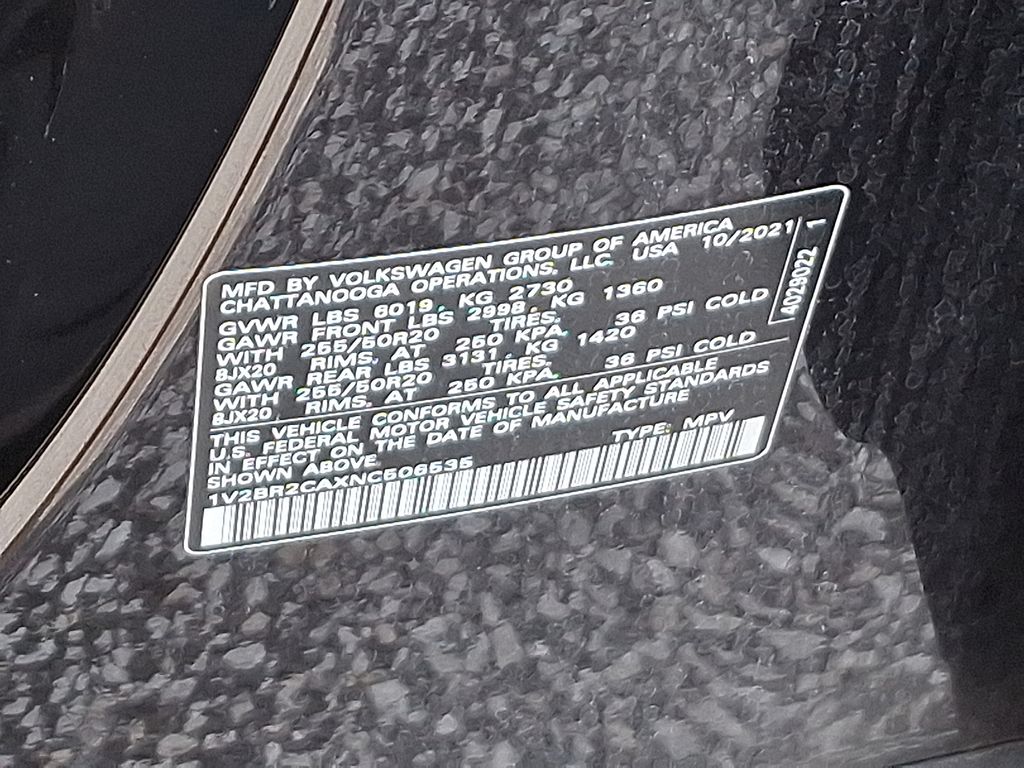 MFD BY VOLKSWAGEN GROUP OF AMERICA
CHATTANOOGA OPERATIONS, LLC USA 10/2021
GVWR LBS 6019, KG 2730
GAWR FRONT LBS 2998, KG 1360
WITH 255/50R20 TIRES,
8JX20 RIMS, AT 250 KPA, 36 PSI COLD
GAWR REAR LBS 3131, KG 1420
WITH 255/50R20 TIRES,
8JX20 RIMS, AT 250 KPA, 36 PSI COLD
THIS VEHICLE CONFORMS TO ALL APPLICABLE
U.S. FEDERAL MOTOR VEHICLE SAFETY STANDARDS
IN EFFECT ON THE DATE OF MANUFACTURE
SHOWN ABOVE.
1V2BR2CAXNC506535 TYPE: MPV
4029022 1